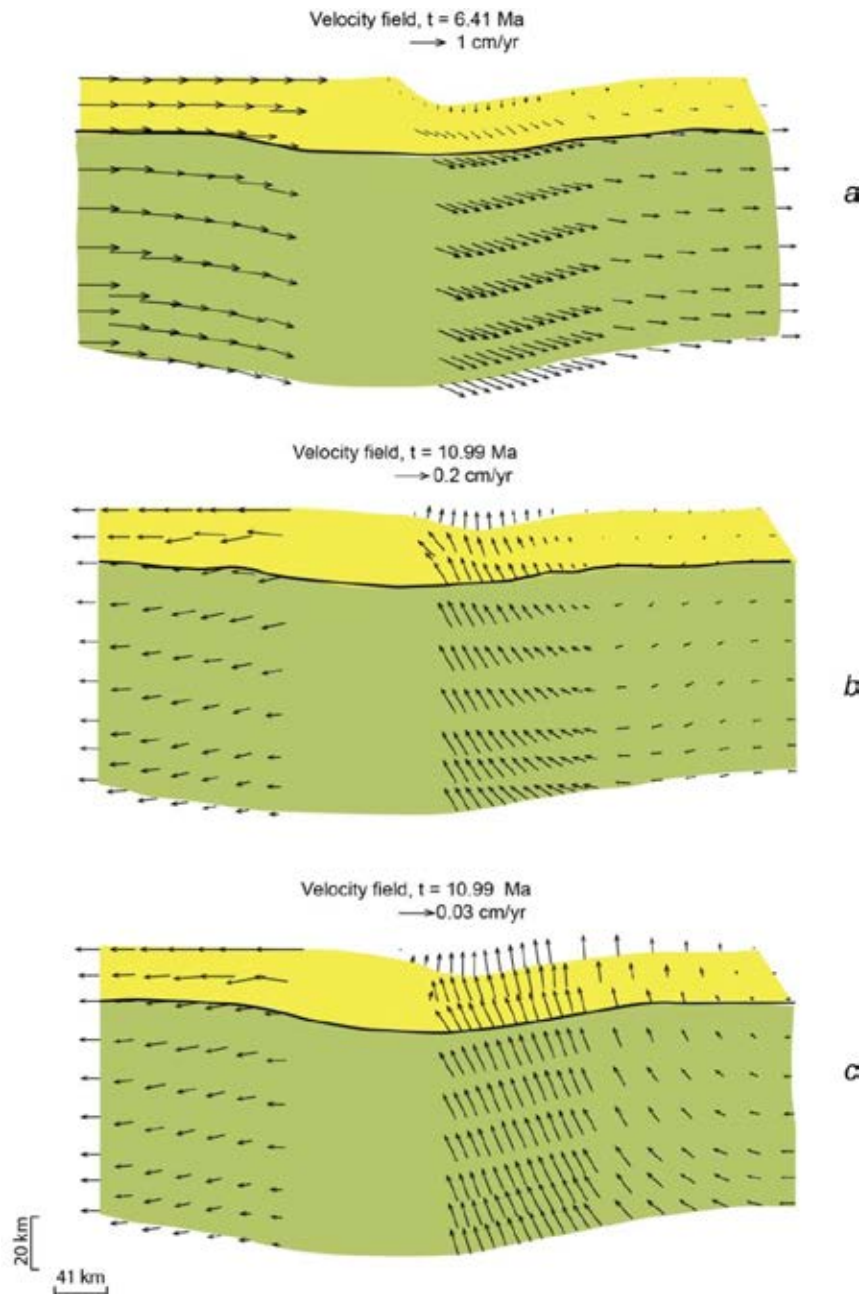 Velocity field, t = 6.41 Ma
1 cm/yr
a
Velocity field, t = 10.99 Ma
0.2 cm/yr
b
Velocity field, t = 10.99 Ma
0.03 cm/yr
c
20 km
41 km